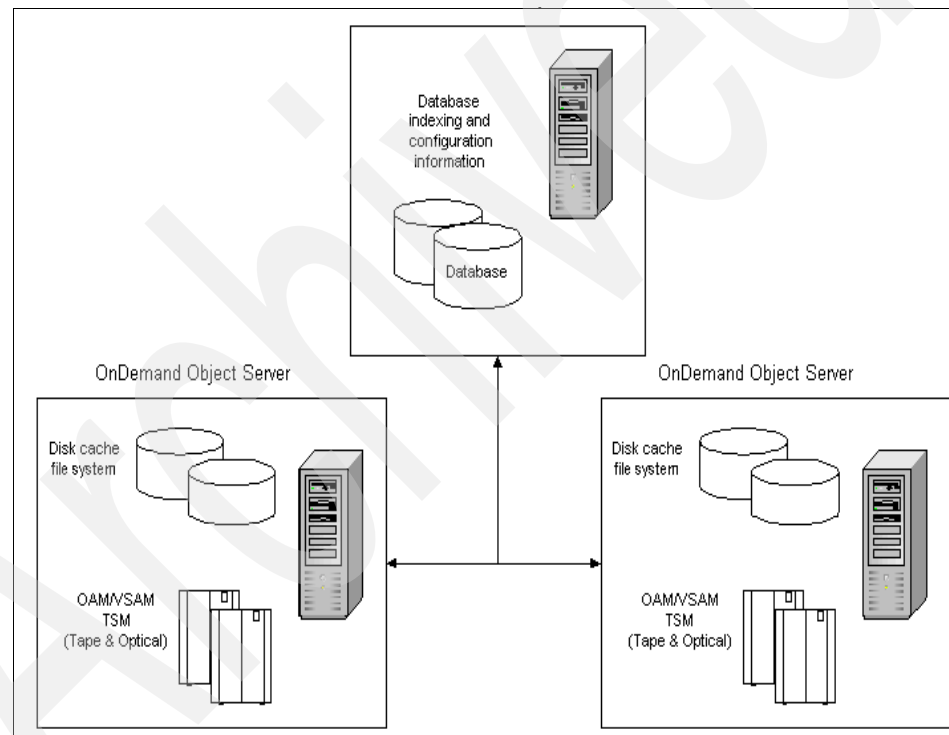 Database
indexing and
configuration
information
Database
OnDemand Object Server
Disk cache
file system
OAM/VSAM
TSM
(Tape & Optical)
OnDemand Object Server
Disk cache
file system
OAM/VSAM
TSM
(Tape & Optical)
Archived